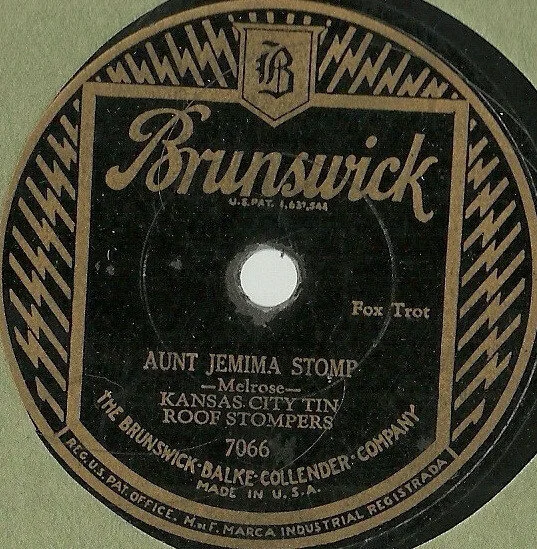 B
Brunswick
U.S. PAT. 1,637,544
Fox Trot
AUNT JEMIMA STOMP
—Melrose—
KANSAS CITY TIN
ROOF STOMPERS
7066
THE BRUNSWICK-BALKE-COLLENDER-COMPANY
MADE IN U.S.A.
REG. U.S. PAT. OFFICE. M DE F. MARCA INDUSTRIAL REGISTRADA